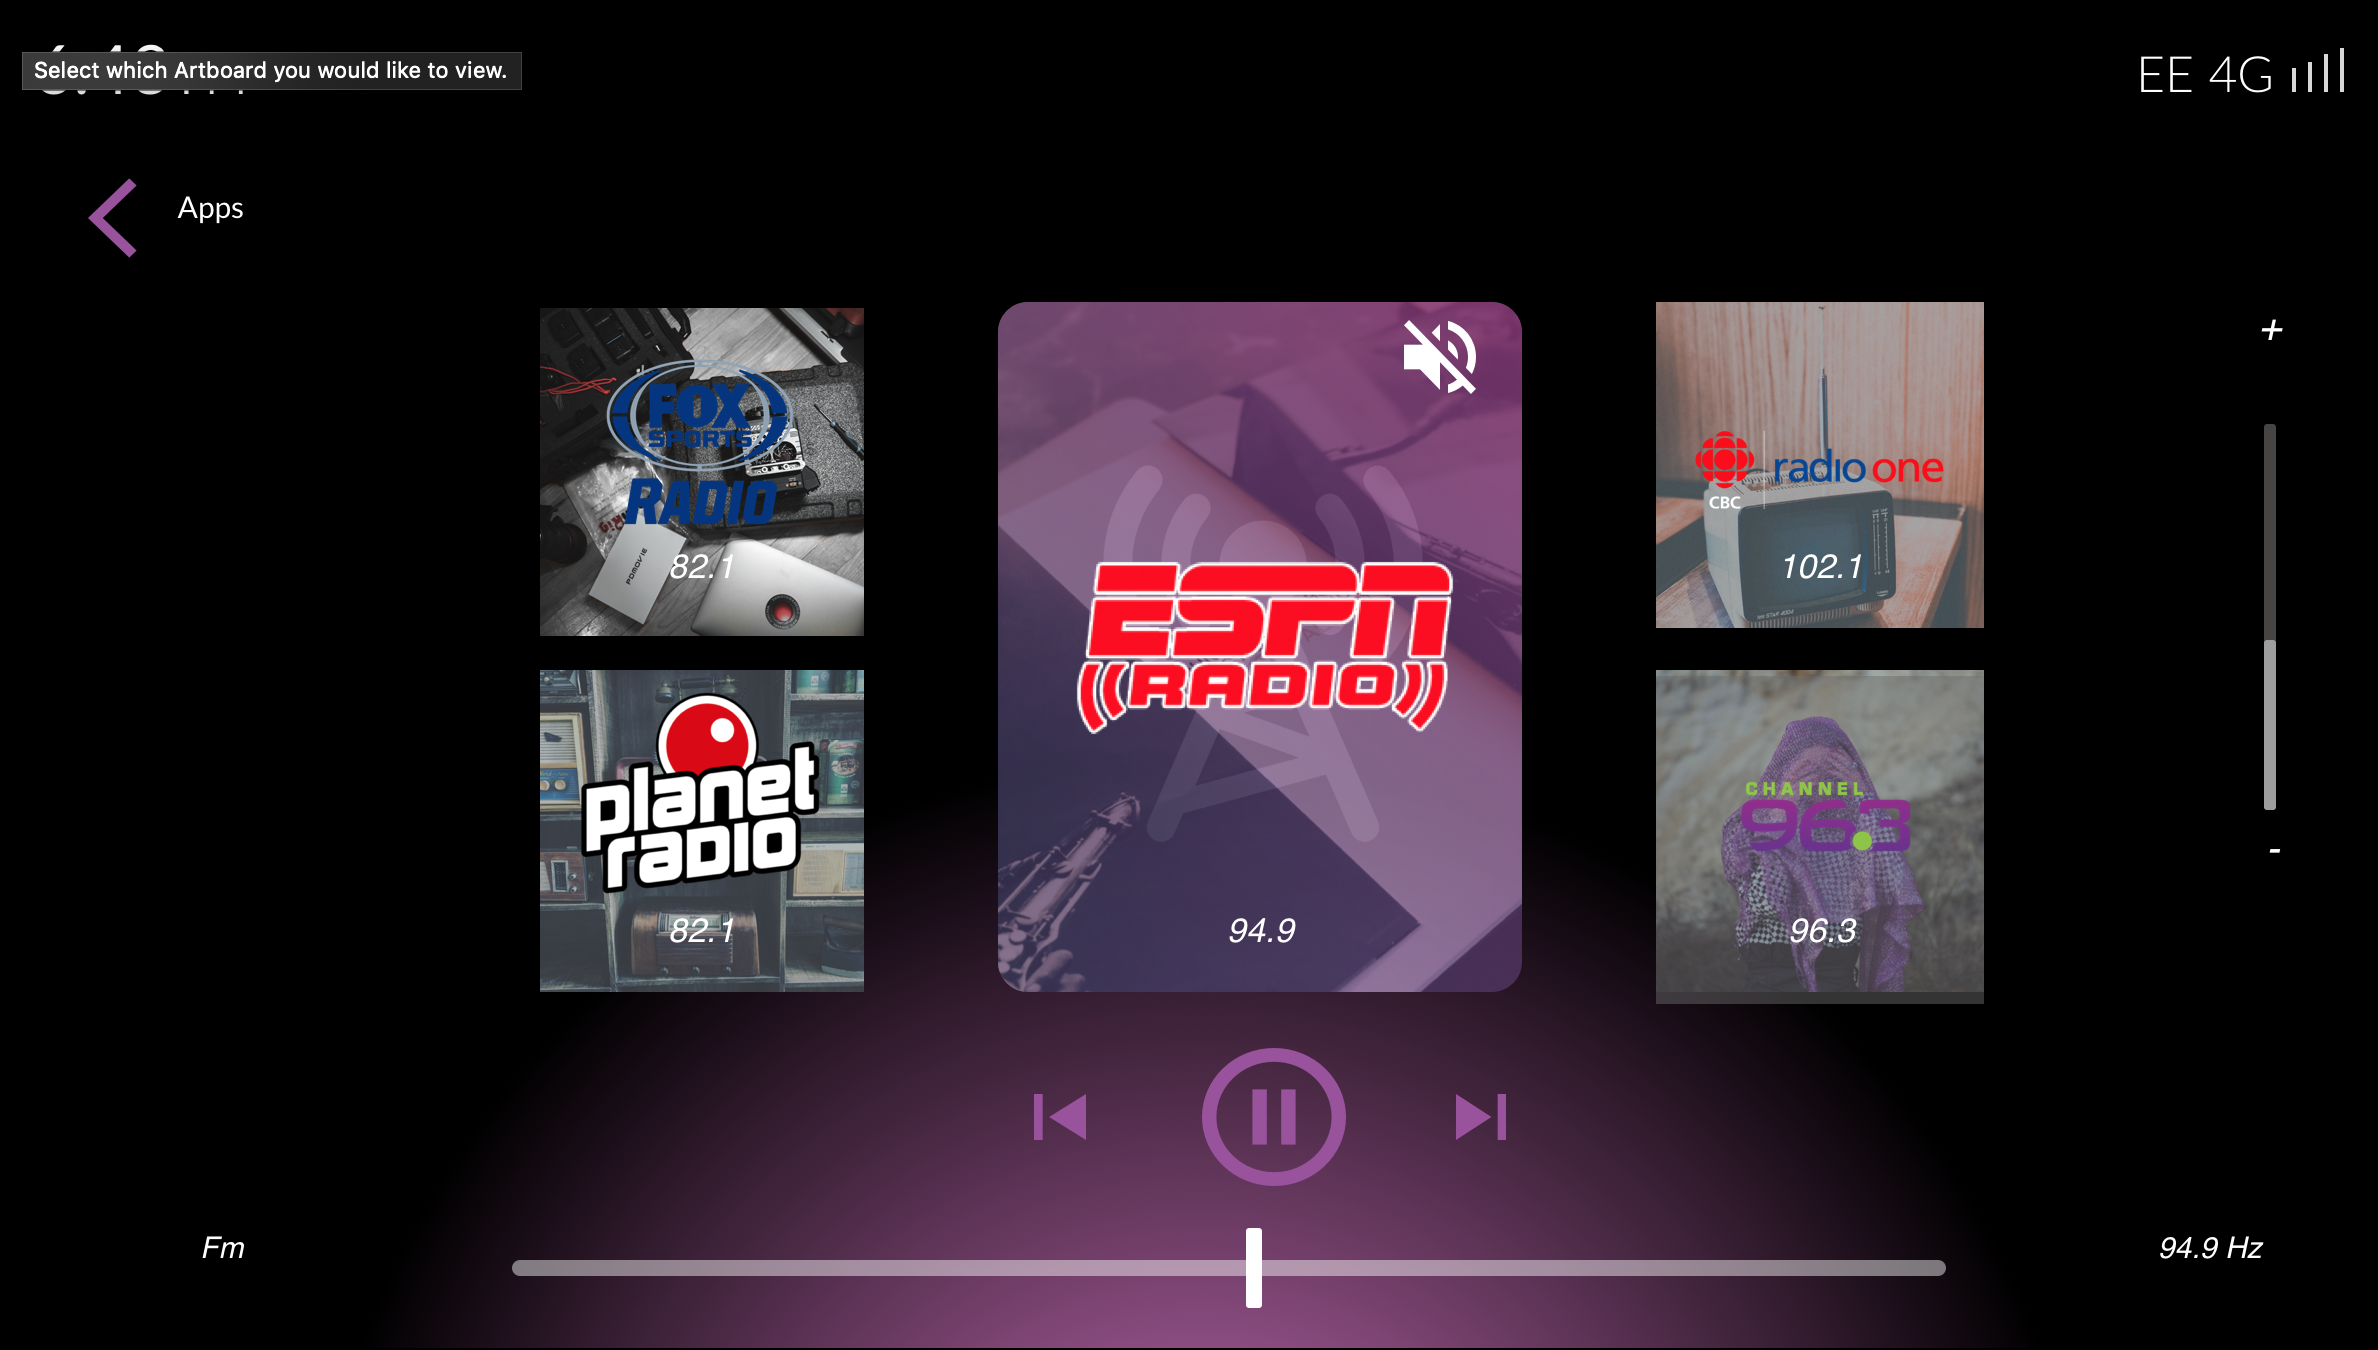 Select which Artboard you would like to view.
EE 4G
Apps
FOX
SPORTS
RADIO
POMOVIE
82.1
planet
radio
82.1
ESPN
RADIO
94.9
CBC
radio one
102.1
CHANNEL
96.3
96.3
+
-
Fm
94.9 Hz